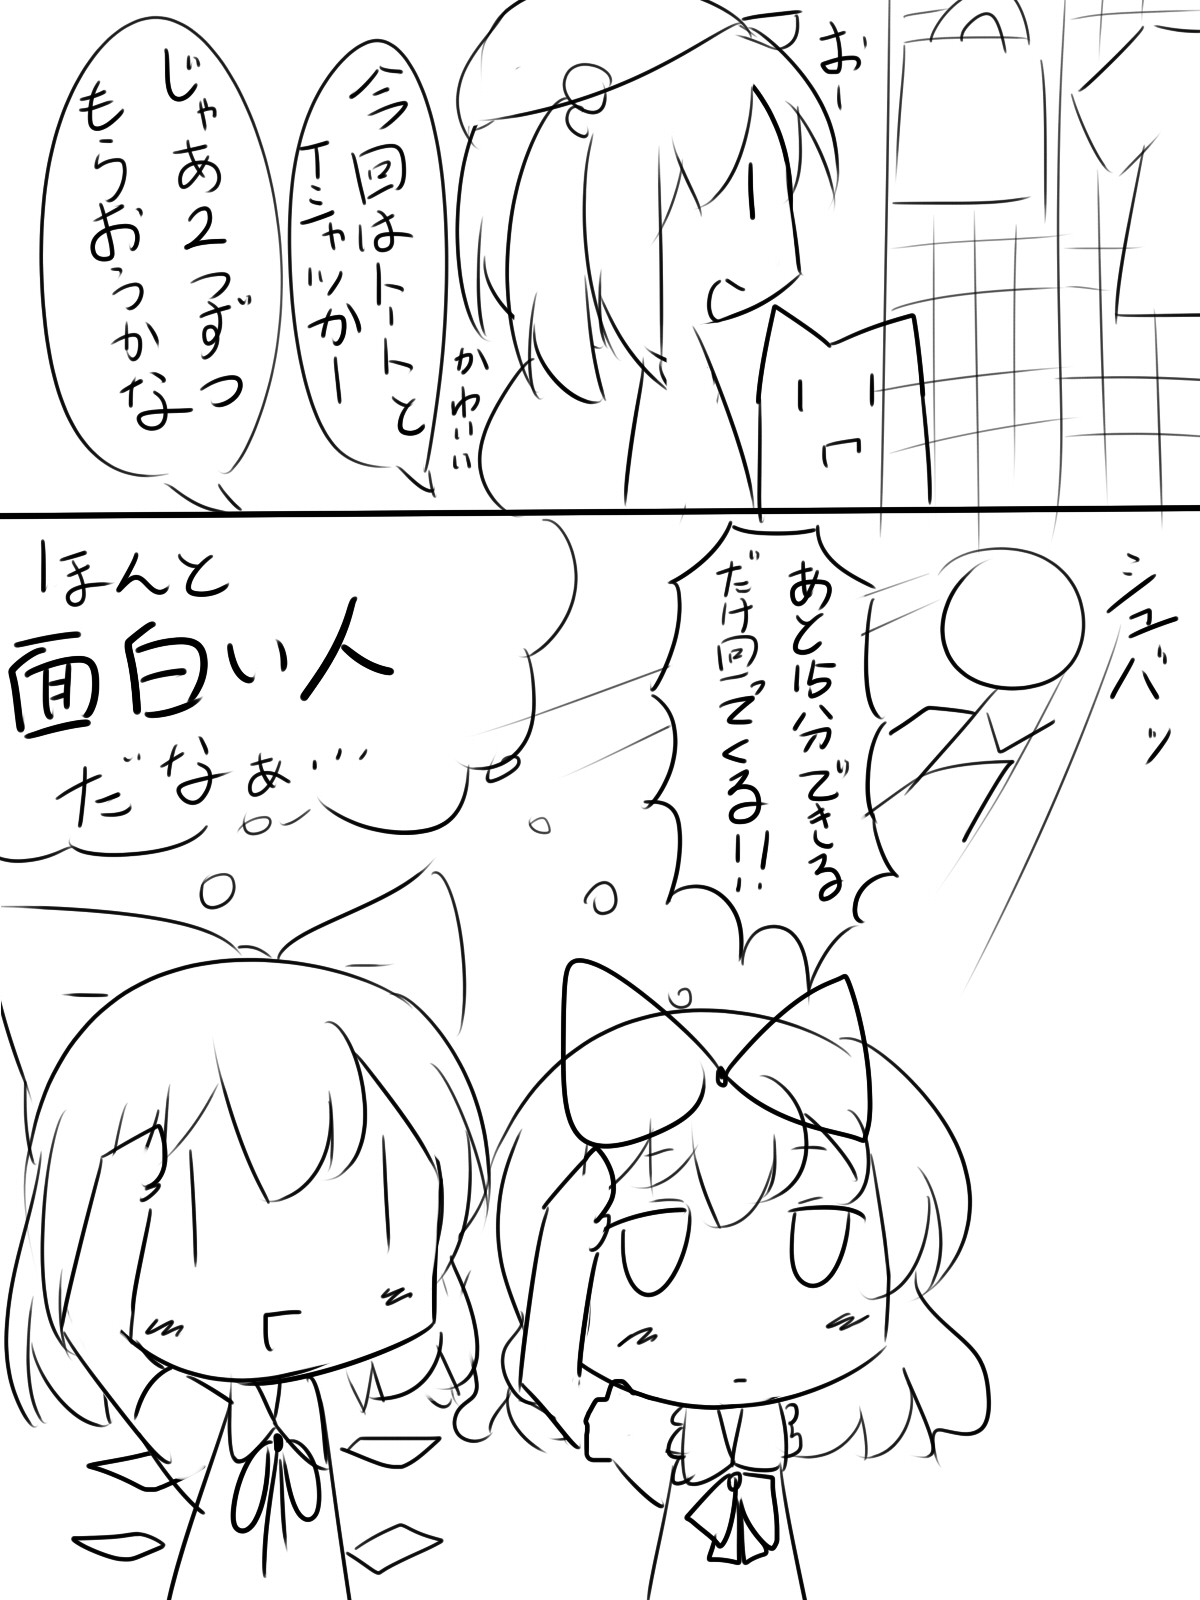 おー
かわいい
今回はトートと
Tシャツかー
じゃあ2つずつ
もらおうかな
シュバッ
あと15分できる
だけ回ってくる!!
ほんと
面白い人
だなぁ…